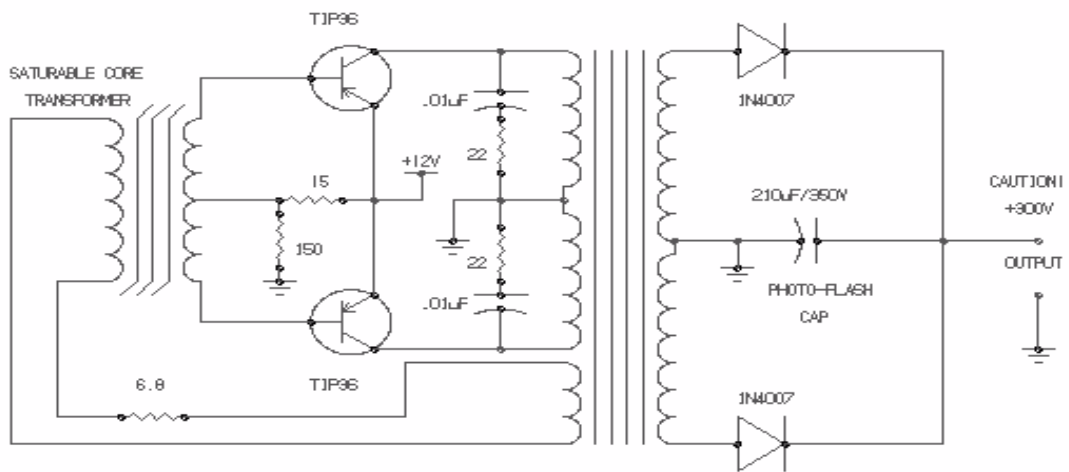 TIP36
SATURABLE CORE
TRANSFORMER
.01uF
1N4007
22
+12V
15
210uF/350V
CAUTION!
+300V
150
22
OUTPUT
.01uF
PHOTO-FLASH
CAP
6.8
TIP36
1N4007